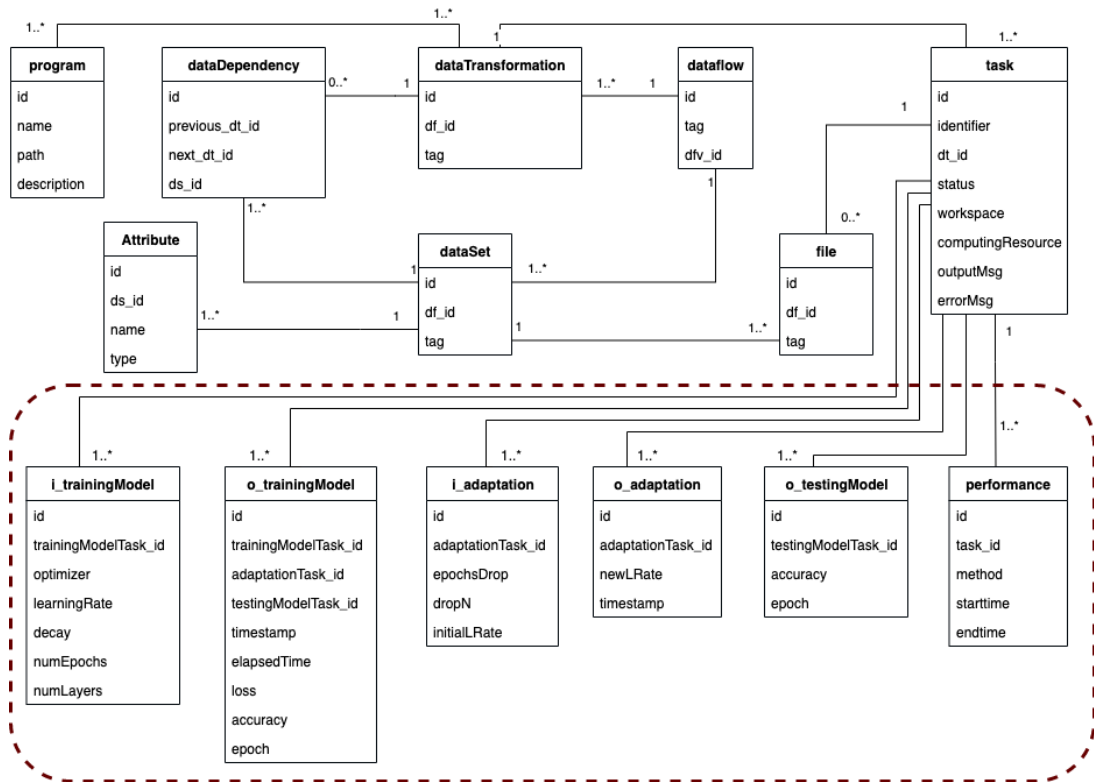 1..*
1..*
1
1..*
program
id
name
path
description
dataDependency
id
previous_dt_id
next_dt_id
ds_id
0..*
1
dataTransformation
id
df_id
tag
1..*
1
dataflow
id
tag
dfv_id
task
id
identifier
dt_id
status
workspace
computingResource
outputMsg
errorMsg
1
1..*
1
0..*
Attribute
id
ds_id
name
type
1..*
1
1
dataSet
id
df_id
tag
1..*
1
1..*
file
id
df_id
tag
1
1..*
1..*
1..*
1..*
1..*
1..*
i_trainingModel
id
trainingModelTask_id
optimizer
learningRate
decay
numEpochs
numLayers
o_trainingModel
id
trainingModelTask_id
adaptationTask_id
testingModelTask_id
timestamp
elapsedTime
loss
accuracy
epoch
i_adaptation
id
adaptationTask_id
epochsDrop
dropN
initialLRate
o_adaptation
id
adaptationTask_id
newLRate
timestamp
o_testingModel
id
testingModelTask_id
accuracy
epoch
performance
id
task_id
method
starttime
endtime